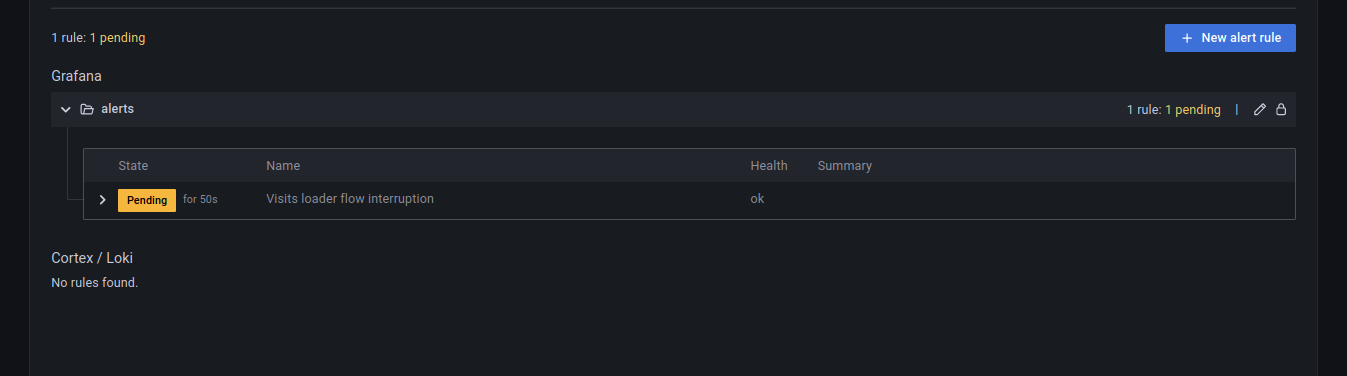 1 rule: 1 pending
+ New alert rule
Grafana
alerts
1 rule: 1 pending |
State Name Health Summary
Pending for 50s Visits loader flow interruption ok
Cortex / Loki
No rules found.